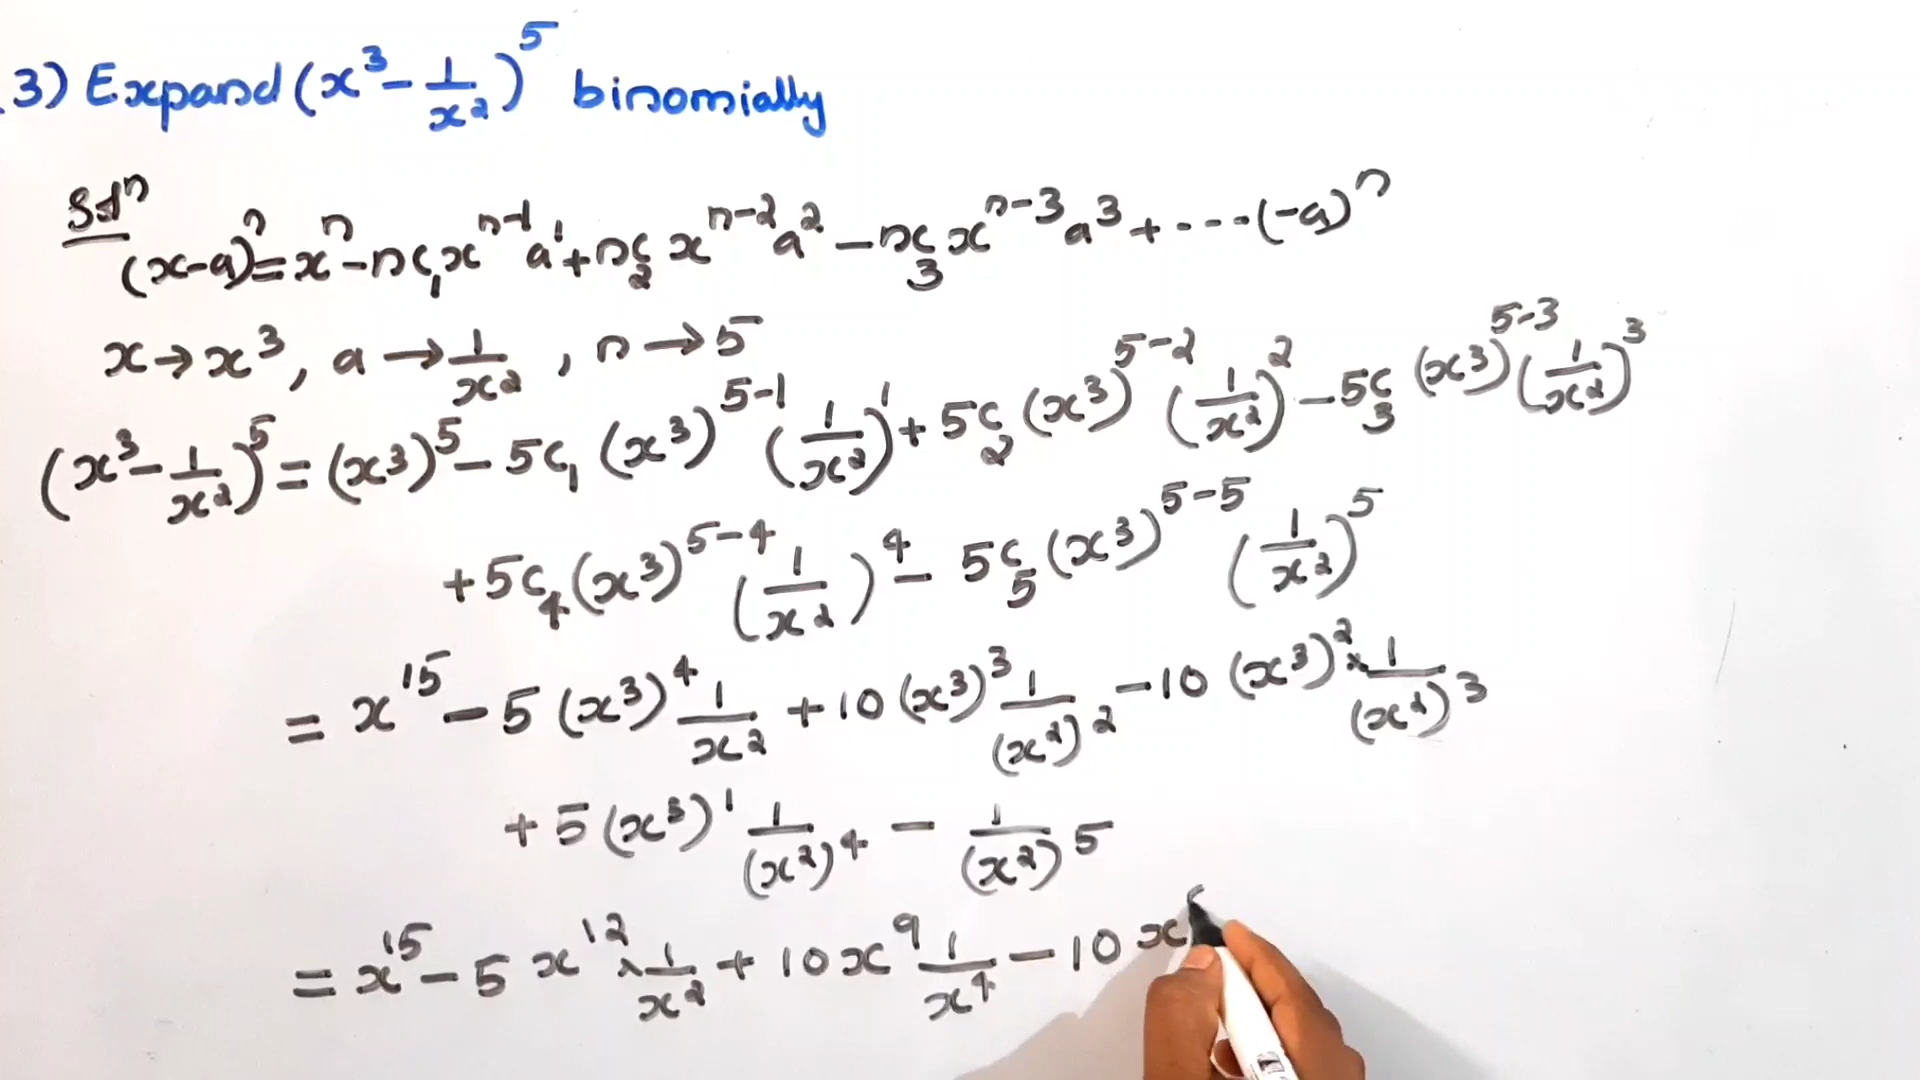 3) Expand (x³ - 1/x²)⁵ binomially
Solⁿ
(x-a)ⁿ = xⁿ - nc₁ xⁿ⁻¹ a¹ + nc₂ xⁿ⁻² a² - nc₃ xⁿ⁻³ a³ + ---- (-a)ⁿ
x → x³, a → 1/x², n → 5
(x³ - 1/x²)⁵ = (x³)⁵ - 5c₁ (x³)⁵⁻¹ (1/x²)¹ + 5c₂ (x³)⁵⁻² (1/x²)² - 5c₃ (x³)⁵⁻³ (1/x²)³
+ 5c₄ (x³)⁵⁻⁴ (1/x²)⁴ - 5c₅ (x³)⁵⁻⁵ (1/x²)⁵
= x¹⁵ - 5 (x³)⁴ 1/x² + 10 (x³)³ 1/(x²)² - 10 (x³)² × 1/(x²)³
+ 5 (x³)¹ 1/(x²)⁴ - 1/(x²)⁵
= x¹⁵ - 5 x¹² × 1/x² + 10 x⁹ 1/x⁴ - 10 x